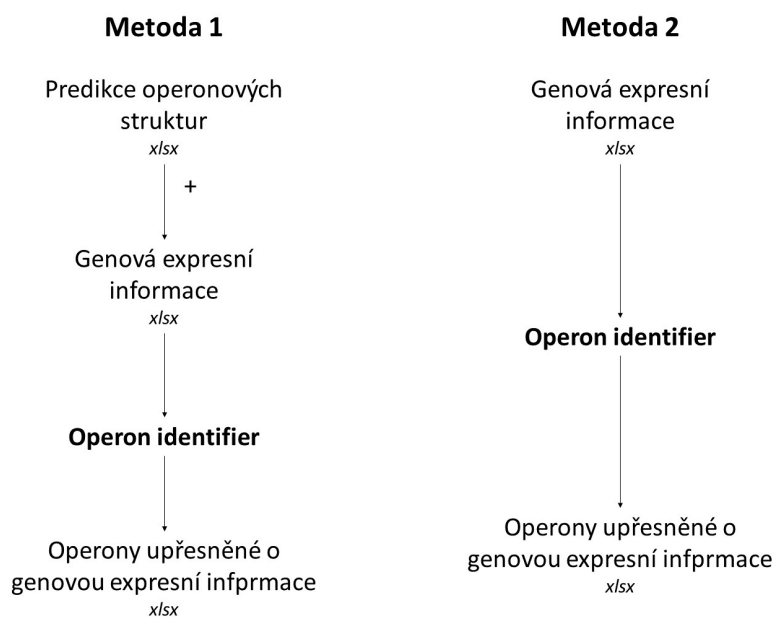 Metoda 1
Predikce operonových
struktur
xlsx
+
Genová expresní
informace
xlsx
Operon identifier
Operony upřesněné o
genovou expresní infprmace
xlsx
Metoda 2
Genová expresní
informace
xlsx
Operon identifier
Operony upřesněné o
genovou expresní infprmace
xlsx